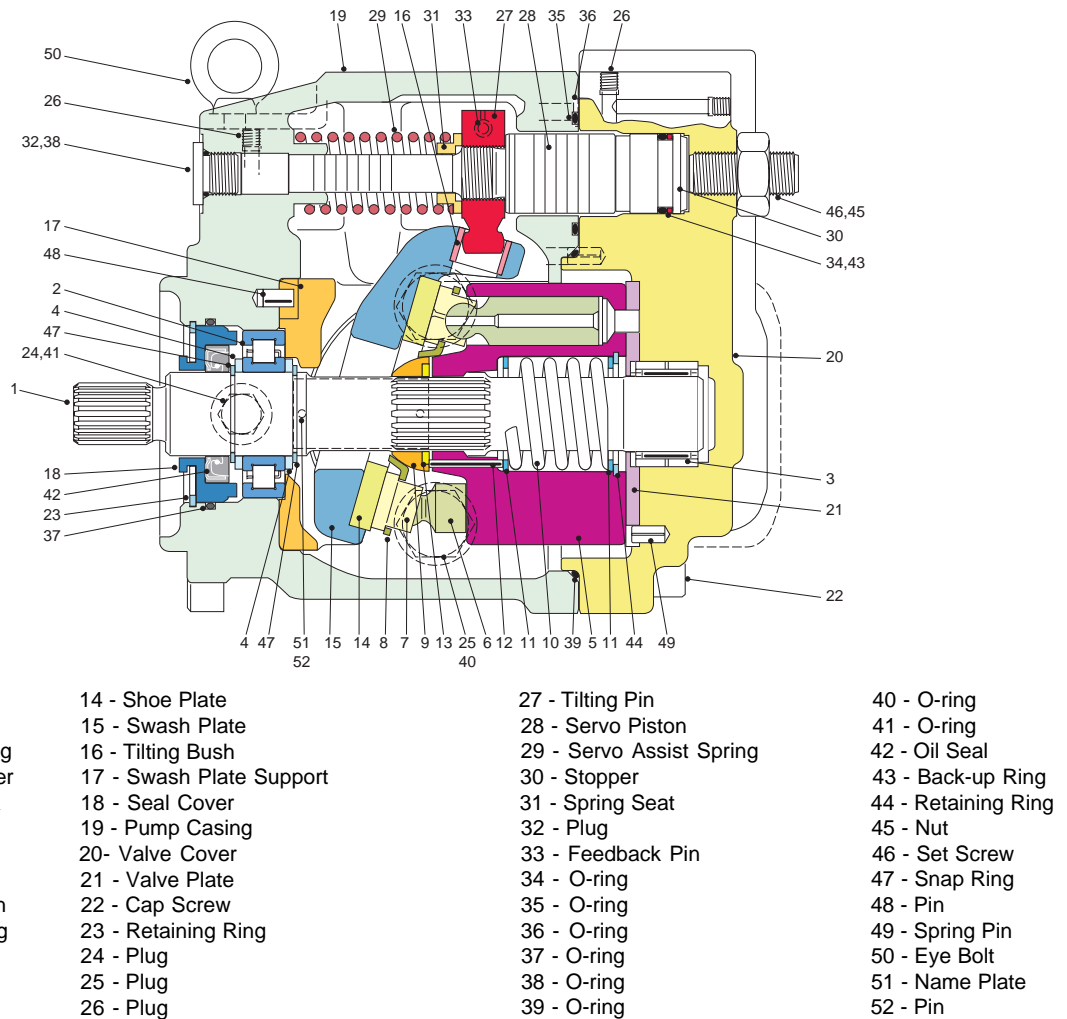 19 29 16 31 33 27 28 35 36 26
50
26
32,38
17
48
2
4
47
24,41
1
18
42
23
37
46,45
30
34,43
20
3
21
22
4 47 51 15 14 8 7 9 13 25 6 12 11 10 39 5 11 44 49
52 40
14 - Shoe Plate
15 - Swash Plate
g 16 - Tilting Bush
er 17 - Swash Plate Support
18 - Seal Cover
19 - Pump Casing
20- Valve Cover
21 - Valve Plate
22 - Cap Screw
g 23 - Retaining Ring
24 - Plug
25 - Plug
26 - Plug
27 - Tilting Pin
28 - Servo Piston
29 - Servo Assist Spring
30 - Stopper
31 - Spring Seat
32 - Plug
33 - Feedback Pin
34 - O-ring
35 - O-ring
36 - O-ring
37 - O-ring
38 - O-ring
39 - O-ring
40 - O-ring
41 - O-ring
42 - Oil Seal
43 - Back-up Ring
44 - Retaining Ring
45 - Nut
46 - Set Screw
47 - Snap Ring
48 - Pin
49 - Spring Pin
50 - Eye Bolt
51 - Name Plate
52 - Pin